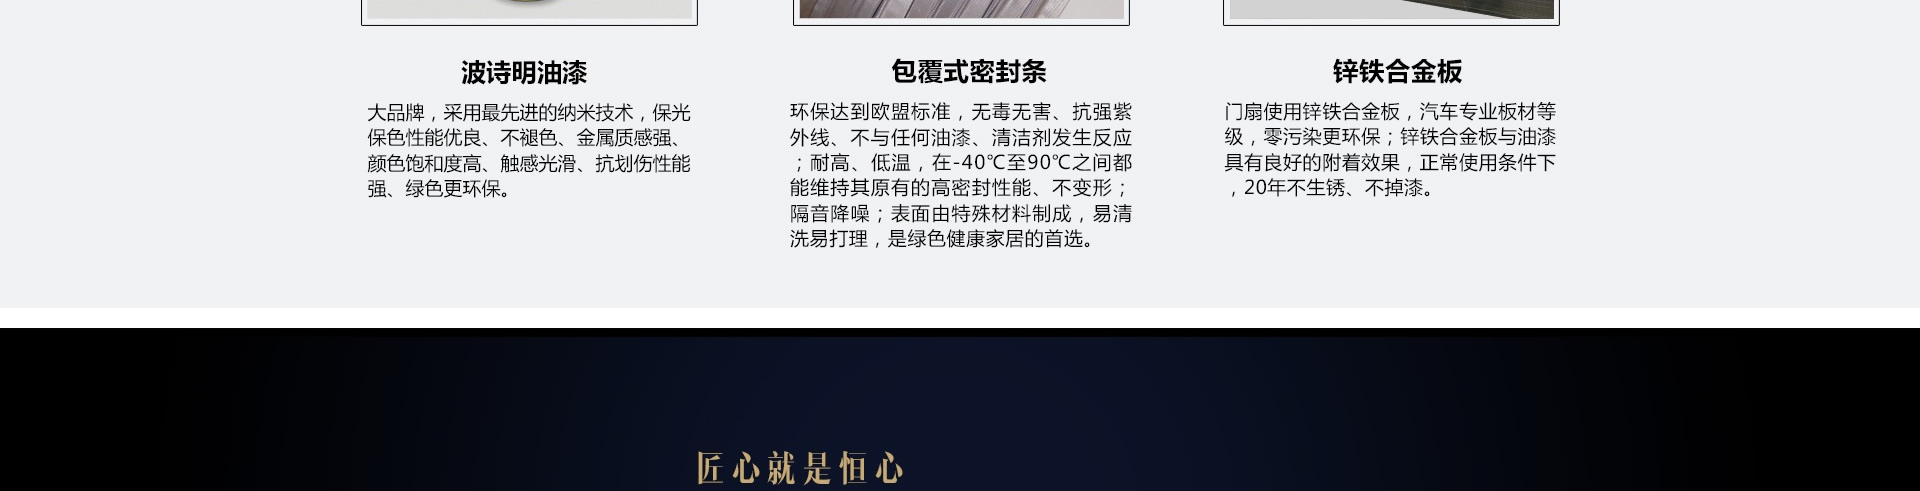 波诗明油漆
大品牌，采用最先进的纳米技术，保光
保色性能优良、不褪色、金属质感强、
颜色饱和度高、触感光滑、抗划伤性能
强、绿色更环保。
包覆式密封条
环保达到欧盟标准，无毒无害、抗强紫
外线、不与任何油漆、清洁剂发生反应
；耐高、低温，在-40℃至90℃之间都
能维持其原有的高密封性能、不变形；
隔音降噪；表面由特殊材料制成，易清
洗易打理，是绿色健康家居的首选。
锌铁合金板
门扇使用锌铁合金板，汽车专业板材等
级，零污染更环保；锌铁合金板与油漆
具有良好的附着效果，正常使用条件下
，20年不生锈、不掉漆。
匠心就是恒心